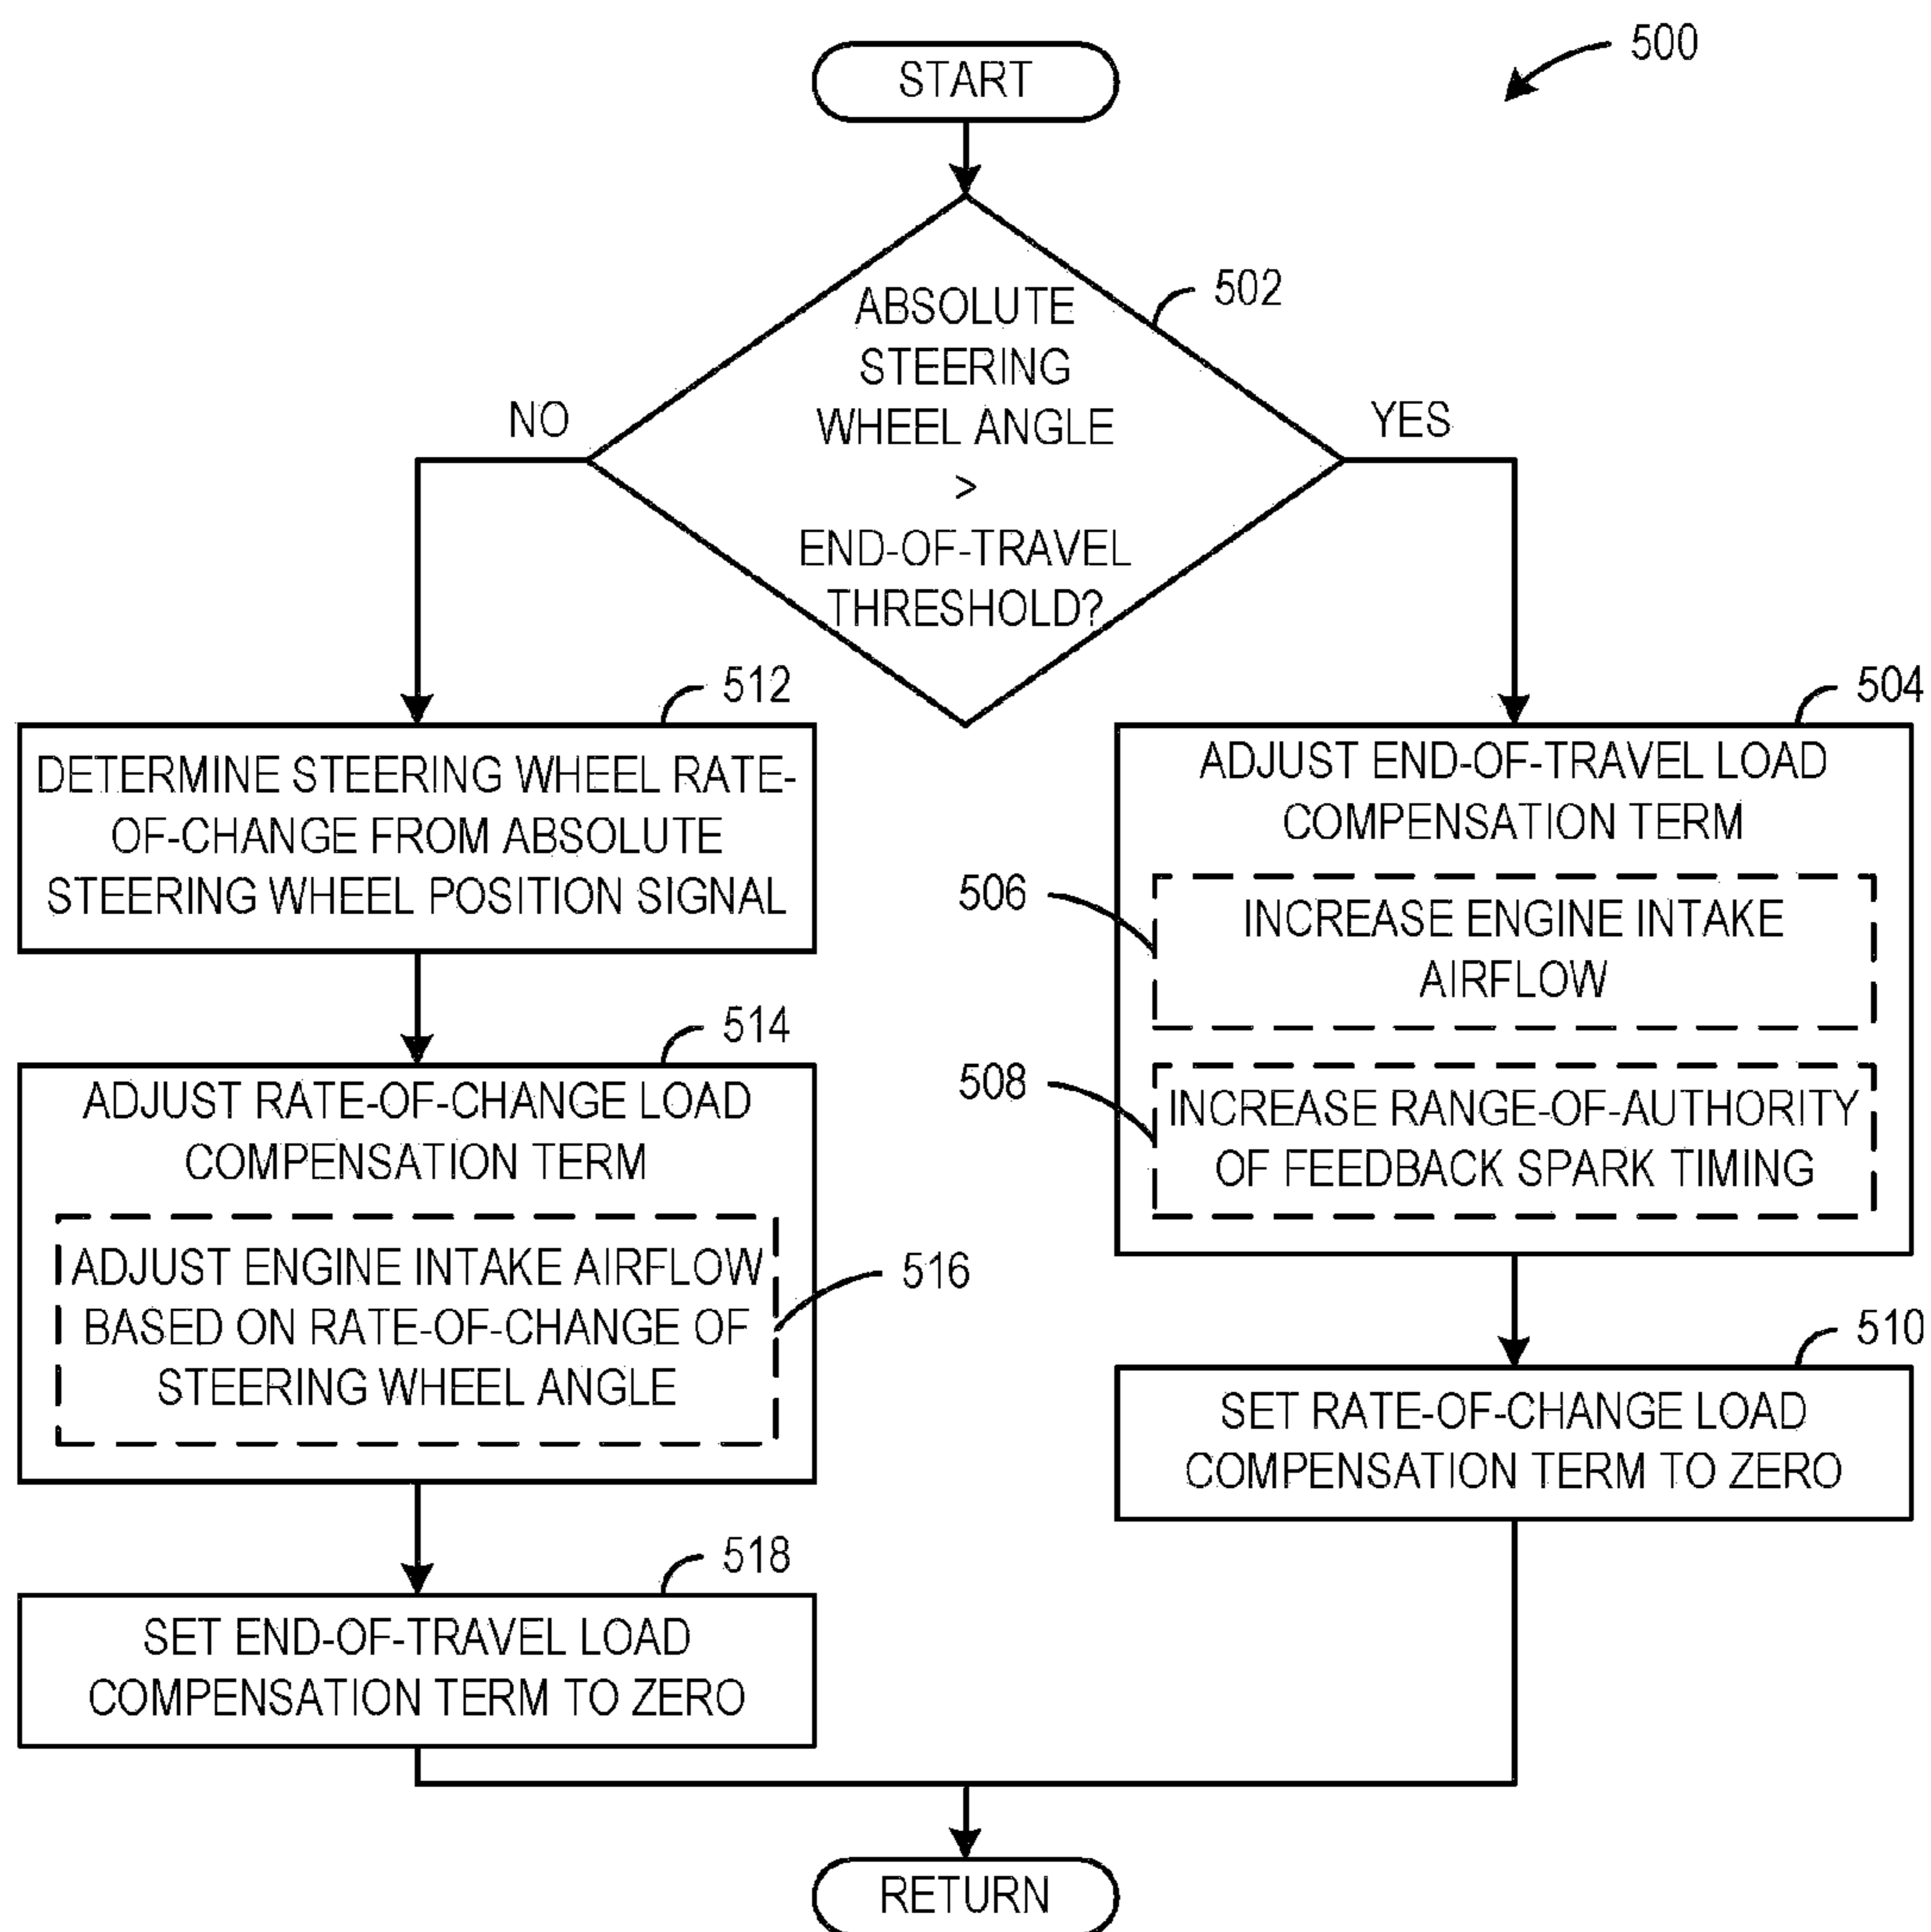 START
500
502
ABSOLUTE
STEERING
WHEEL ANGLE
>
END-OF-TRAVEL
THRESHOLD?
NO
YES
512
DETERMINE STEERING WHEEL RATE-
OF-CHANGE FROM ABSOLUTE
STEERING WHEEL POSITION SIGNAL
514
ADJUST RATE-OF-CHANGE LOAD
COMPENSATION TERM
ADJUST ENGINE INTAKE AIRFLOW
BASED ON RATE-OF-CHANGE OF
STEERING WHEEL ANGLE
516
518
SET END-OF-TRAVEL LOAD
COMPENSATION TERM TO ZERO
504
ADJUST END-OF-TRAVEL LOAD
COMPENSATION TERM
506
INCREASE ENGINE INTAKE
AIRFLOW
508
INCREASE RANGE-OF-AUTHORITY
OF FEEDBACK SPARK TIMING
510
SET RATE-OF-CHANGE LOAD
COMPENSATION TERM TO ZERO
RETURN